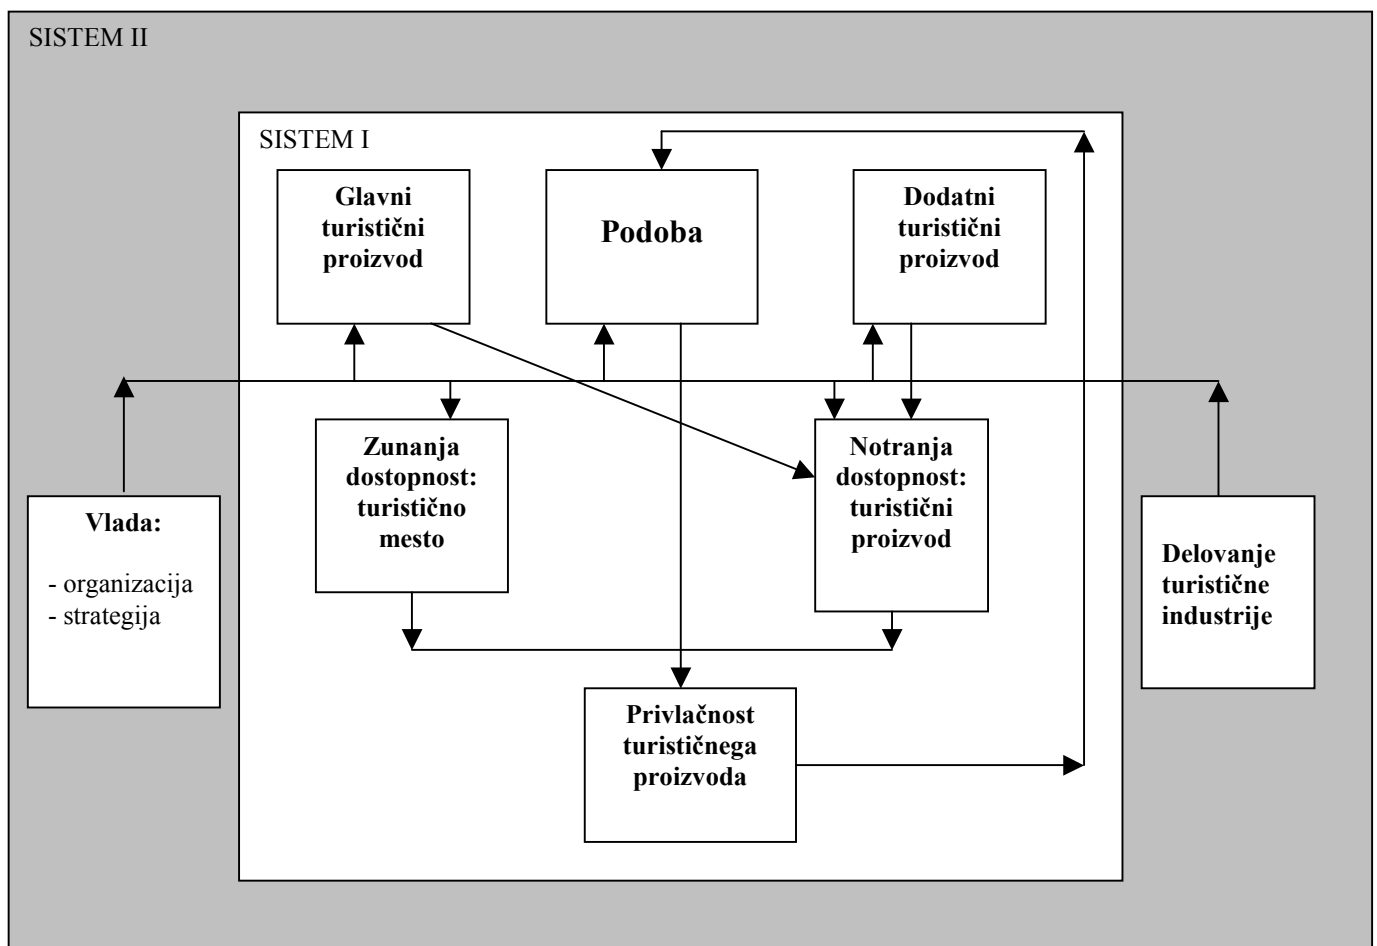 SISTEM II
SISTEM I
Glavni
turistični
proizvod
Podoba
Dodatni
turistični
proizvod
Zunanja
dostopnost:
turistično
mesto
Notranja
dostopnost:
turistični
proizvod
Vlada:
- organizacija
- strategija
Delovanje
turistične
industrije
Privlačnost
turističnega
proizvoda